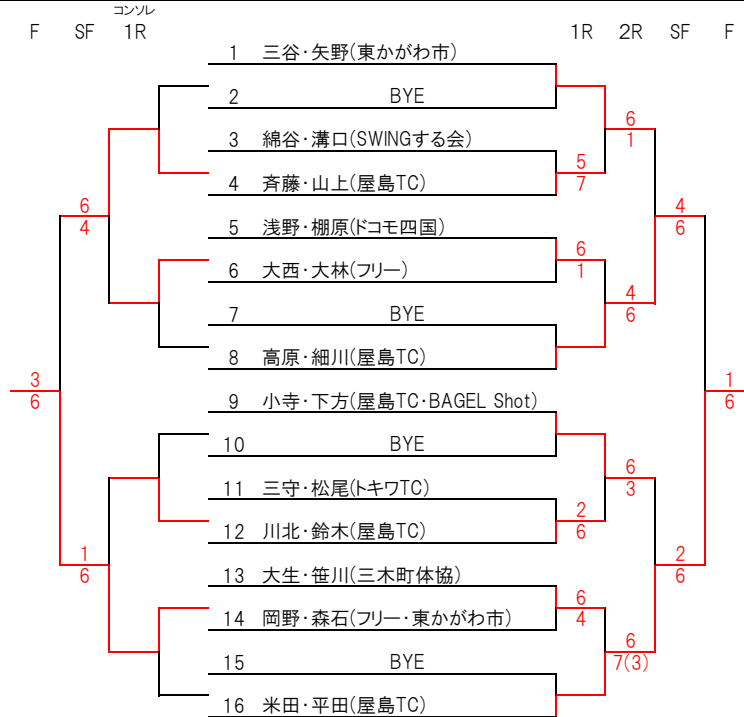 コンソレ
F SF 1R 1R 2R SF F
1 三谷・矢野(東かがわ市)
2 BYE
6
1
3 綿谷・溝口(SWINGする会)
5
7
4 斉藤・山上(屋島TC)
6
4
4
6
5 浅野・棚原(ドコモ四国)
6
1
6 大西・大林(フリー)
4
6
7 BYE
8 高原・細川(屋島TC)
3
6
1
6
9 小寺・下方(屋島TC・BAGEL Shot)
10 BYE
6
3
11 三守・松尾(トキワTC)
2
6
12 川北・鈴木(屋島TC)
1
6
2
6
13 大生・笹川(三木町体協)
6
4
14 岡野・森石(フリー・東かがわ市)
6
7(3)
15 BYE
16 米田・平田(屋島TC)